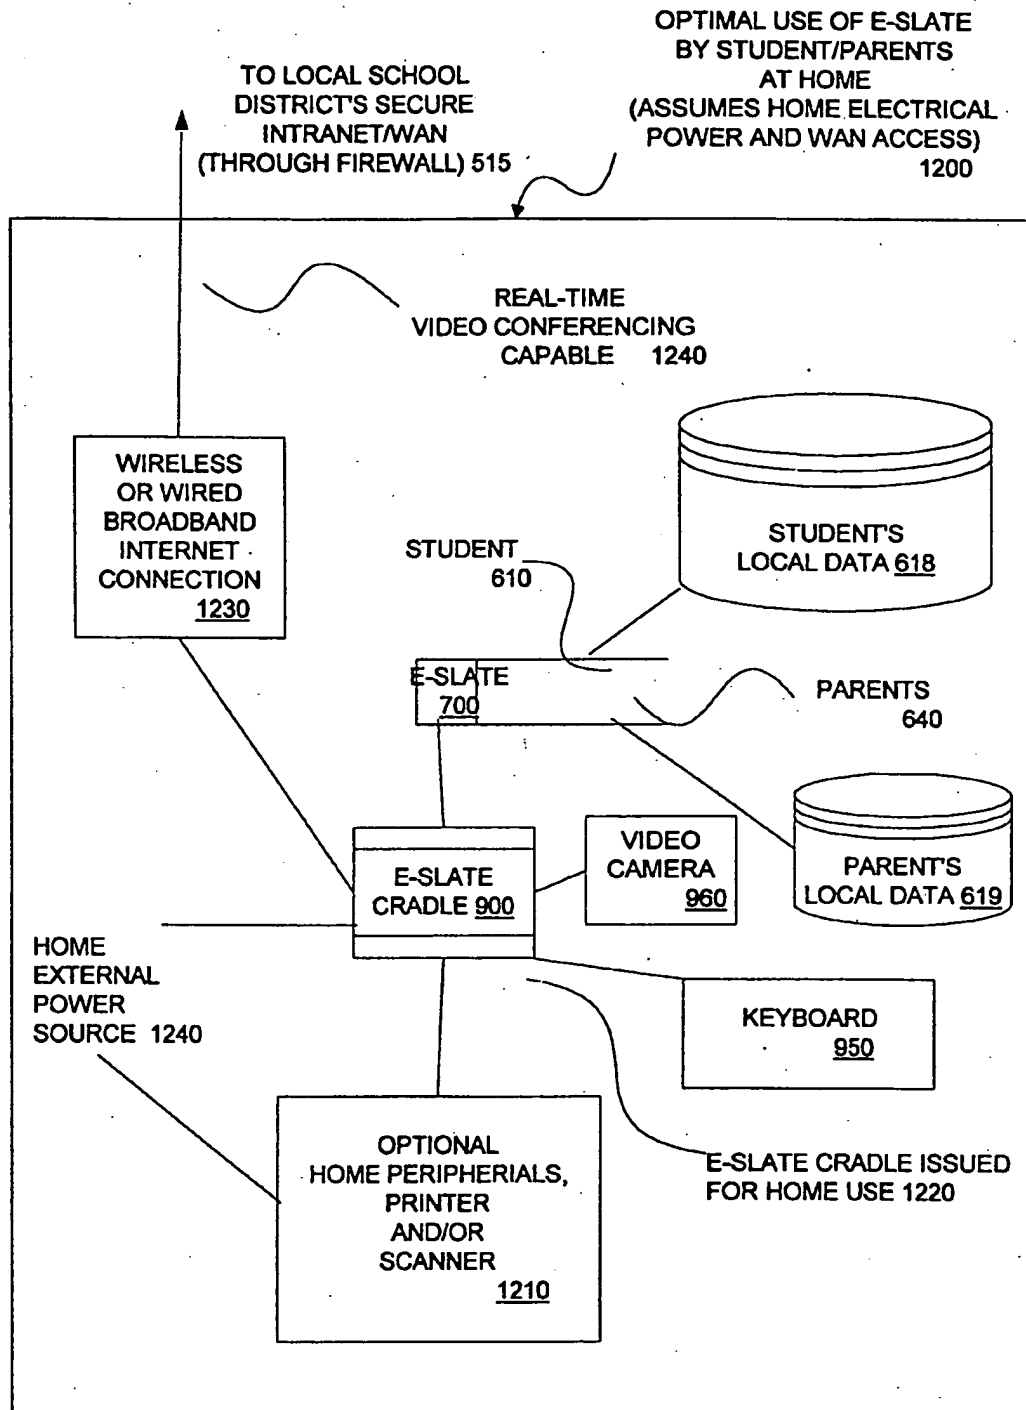 OPTIMAL USE OF E-SLATE
BY STUDENT/PARENTS
AT HOME
(ASSUMES HOME ELECTRICAL
POWER AND WAN ACCESS)
1200
TO LOCAL SCHOOL
DISTRICT'S SECURE
INTRANET/WAN
(THROUGH FIREWALL) 515
REAL-TIME
VIDEO CONFERENCING
CAPABLE 1240
WIRELESS
OR WIRED
BROADBAND
INTERNET
CONNECTION
1230
STUDENT
610
STUDENT'S
LOCAL DATA 618
E-SLATE
700
PARENTS
640
VIDEO
CAMERA
960
PARENT'S
LOCAL DATA 619
E-SLATE
CRADLE 900
HOME
EXTERNAL
POWER
SOURCE 1240
KEYBOARD
950
OPTIONAL
HOME PERIPHERIALS,
PRINTER
AND/OR
SCANNER
1210
E-SLATE CRADLE ISSUED
FOR HOME USE 1220